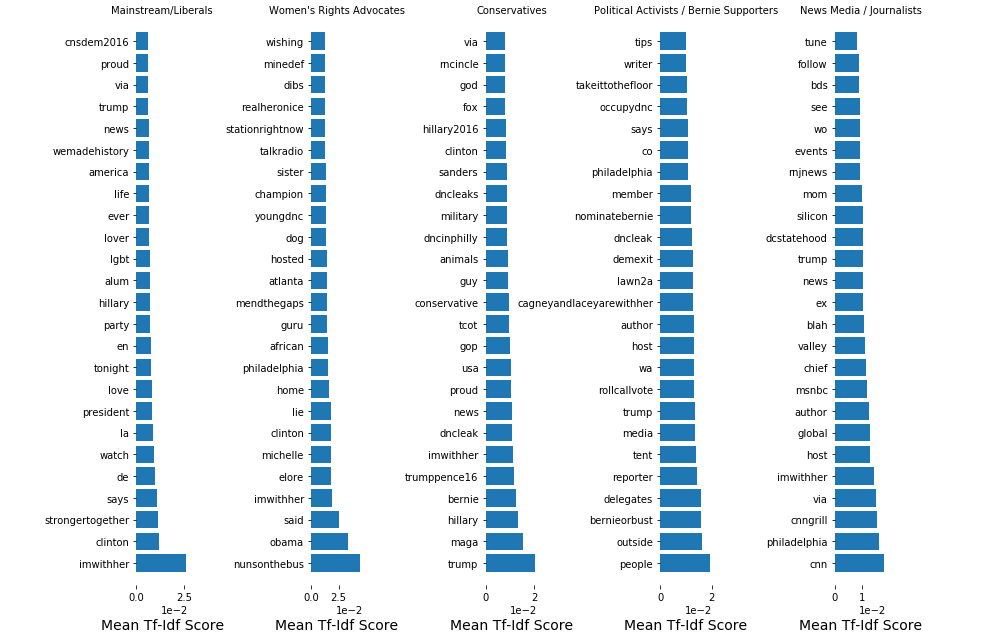 Mainstream/Liberals
cnsdem2016
proud
via
trump
news
wemadehistory
america
life
ever
lover
lgbt
alum
hillary
party
en
tonight
love
president
la
watch
de
says
strongertogether
clinton
imwithher
0.0 2.5
1e−2
Mean Tf-Idf Score
Women's Rights Advocates
wishing
minedef
dibs
realheronice
stationrightnow
talkradio
sister
champion
youngdnc
dog
hosted
atlanta
mendthegaps
guru
african
philadelphia
home
lie
clinton
michelle
elore
imwithher
said
obama
nunsonthebus
0.0 2.5
1e−2
Mean Tf-Idf Score
Conservatives
via
rncincle
god
fox
hillary2016
clinton
sanders
dncleaks
military
dncinphilly
animals
guy
conservative
tcot
gop
usa
proud
news
dncleak
imwithher
trumppence16
bernie
hillary
maga
trump
0 2
1e−2
Mean Tf-Idf Score
Political Activists / Bernie Supporters
tips
writer
takeittothefloor
occupydnc
says
co
philadelphia
member
nominatebernie
dncleak
demexit
lawn2a
cagneyandlaceyarewithher
author
host
wa
rollcallvote
trump
media
tent
reporter
delegates
bernieorbust
outside
people
0 2
1e−2
Mean Tf-Idf Score
News Media / Journalists
tune
follow
bds
see
wo
events
rnjnews
mom
silicon
dcstatehood
trump
news
ex
blah
valley
chief
msnbc
author
global
host
imwithher
via
cnngrill
philadelphia
cnn
0 1
1e−2
Mean Tf-Idf Score